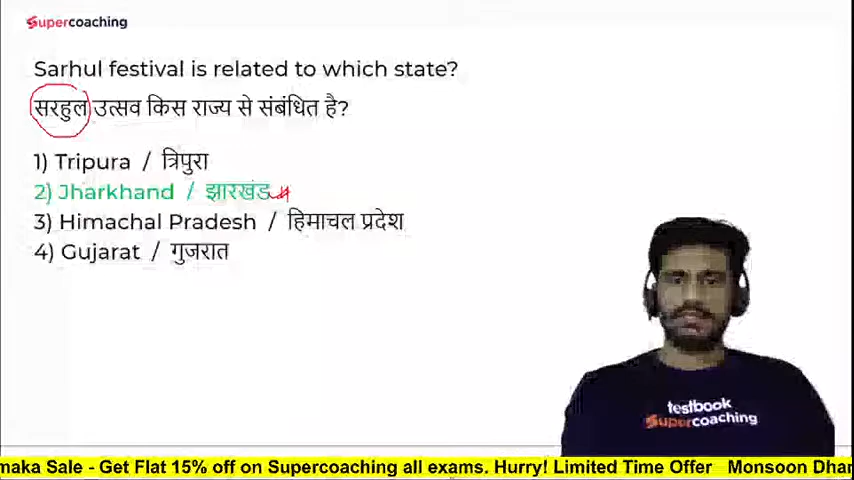 Supercoaching
Sarhul festival is related to which state?
सरहुल उत्सव किस राज्य से संबंधित है?
1) Tripura / त्रिपुरा
2) Jharkhand / झारखंड
3) Himachal Pradesh / हिमाचल प्रदेश
4) Gujarat / गुजरात
testbook
Supercoaching
maka Sale - Get Flat 15% off on Supercoaching all exams. Hurry! Limited Time Offer Monsoon Dhar